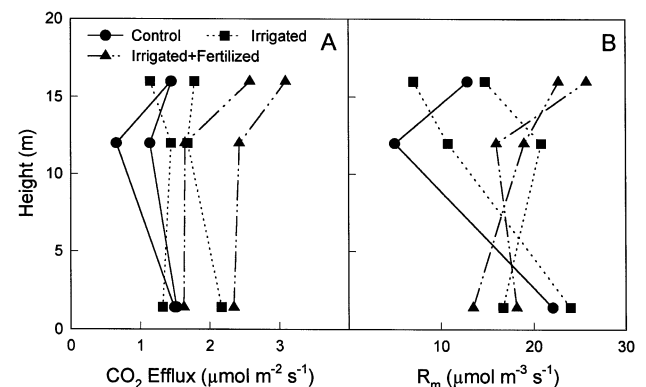 20
Control
Irrigated
A
B
Irrigated+Fertilized
15
Height (m)
10
5
0
0 1 2 3
10 20 30
CO₂ Efflux (μmol m⁻² s⁻¹)
Rₘ (μmol m⁻³ s⁻¹)